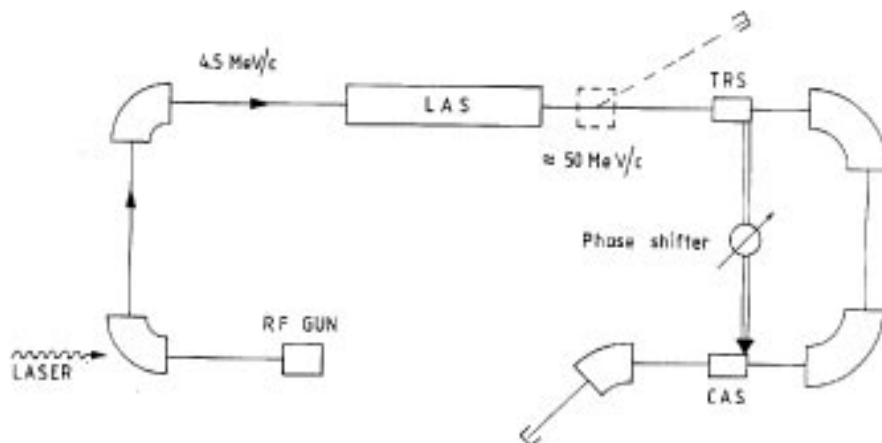 4.5 MeV/c
LAS
TRS
≈ 50 MeV/c
Phase shifter
RF GUN
LASER
CAS